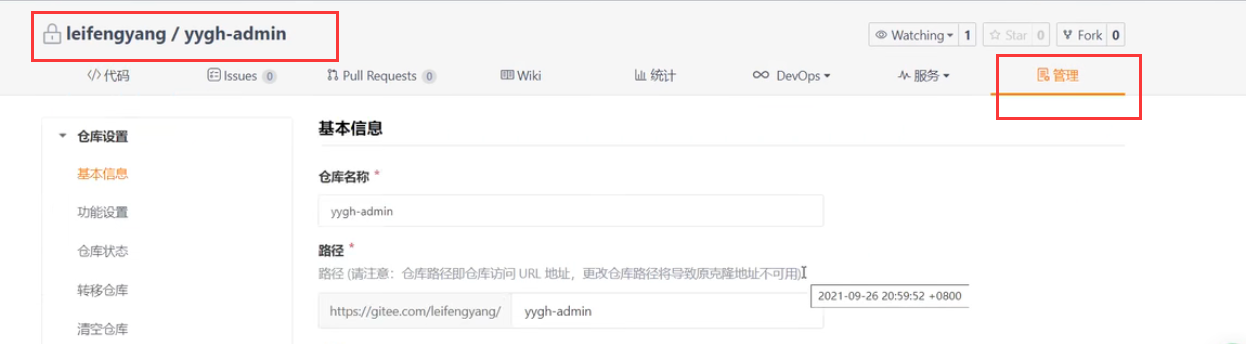 leifengyang / yygh-admin
Watching 1 Star 0 Fork 0
代码 Issues 0 Pull Requests 0 Wiki 统计 DevOps 服务 管理
仓库设置
基本信息
功能设置
仓库状态
转移仓库
清空仓库
基本信息
仓库名称 *
yygh-admin
路径 *
路径 (请注意：仓库路径即仓库访问 URL 地址，更改仓库路径将导致原克隆地址不可用)
2021-09-26 20:59:52 +0800
https://gitee.com/leifengyang/ yygh-admin